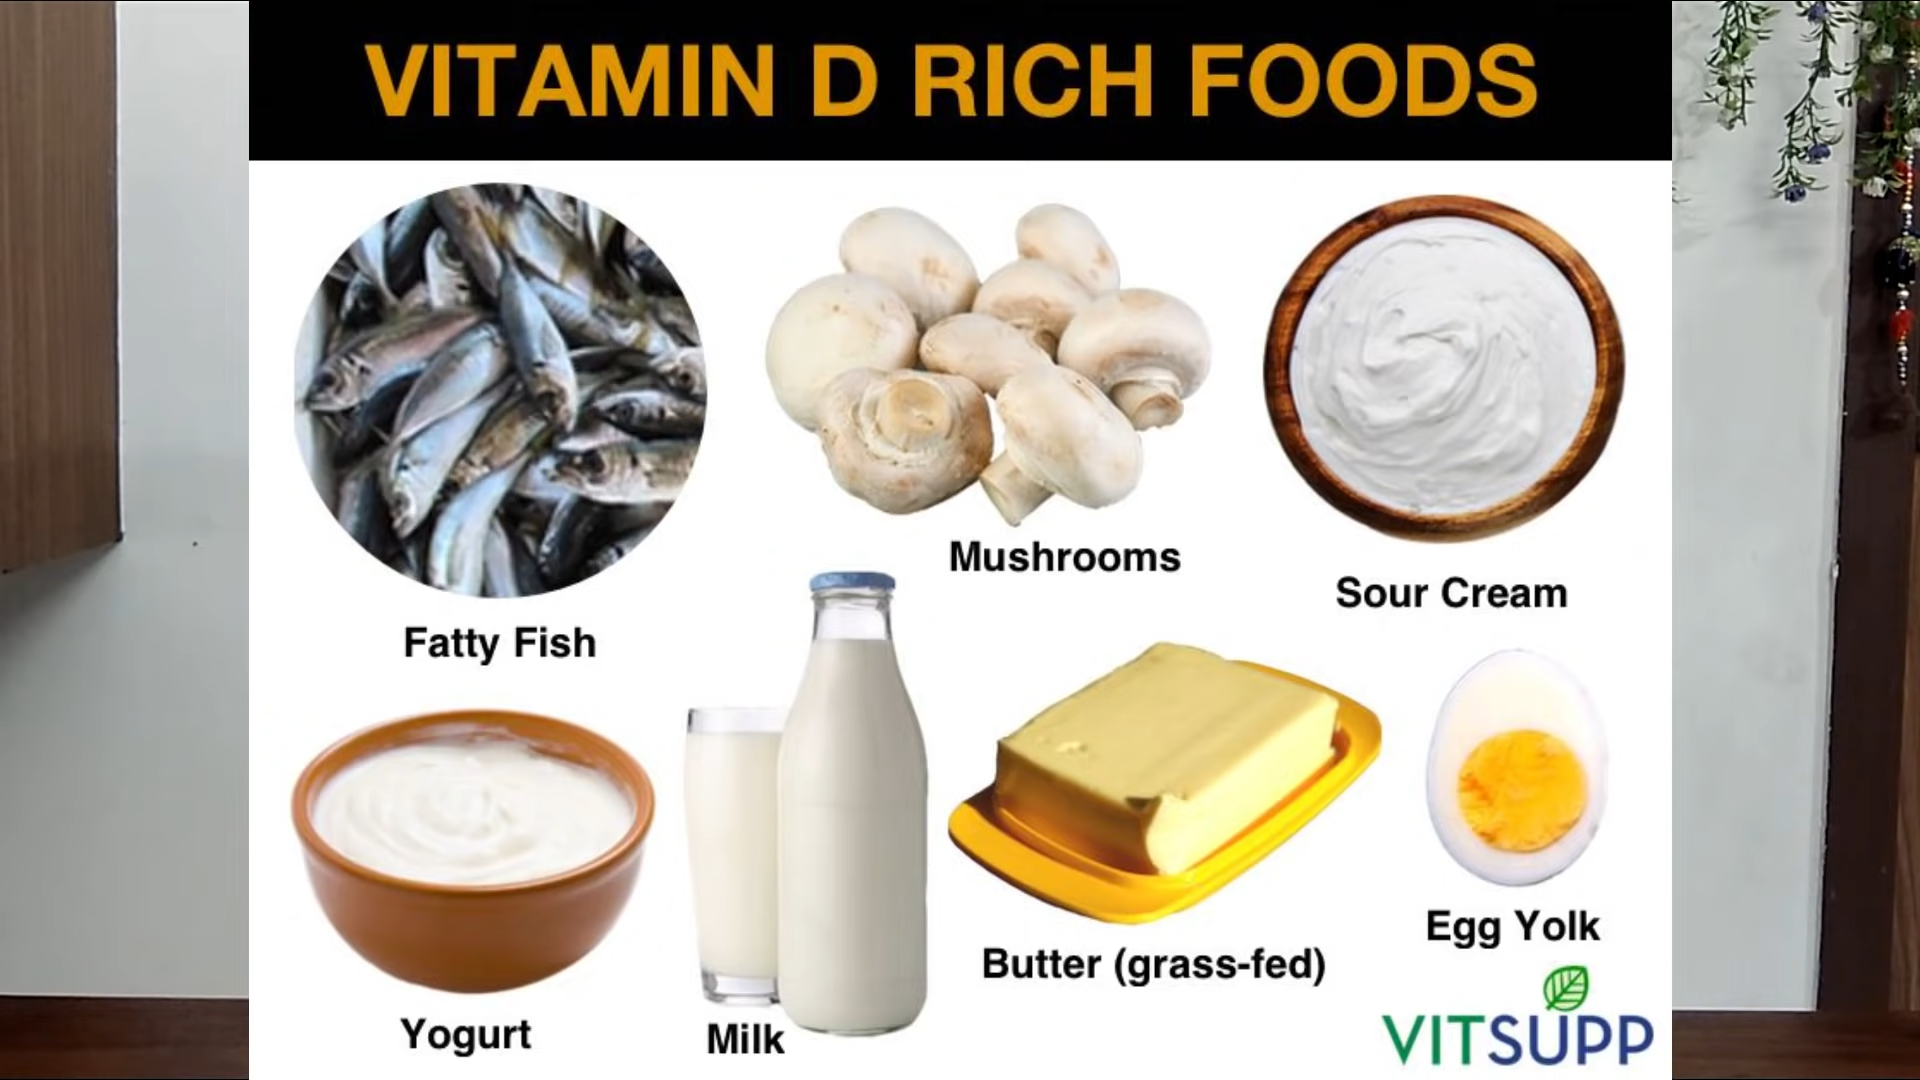 VITAMIN D RICH FOODS
Mushrooms
Sour Cream
Fatty Fish
Egg Yolk
Butter (grass-fed)
Yogurt
Milk
VITSUPP